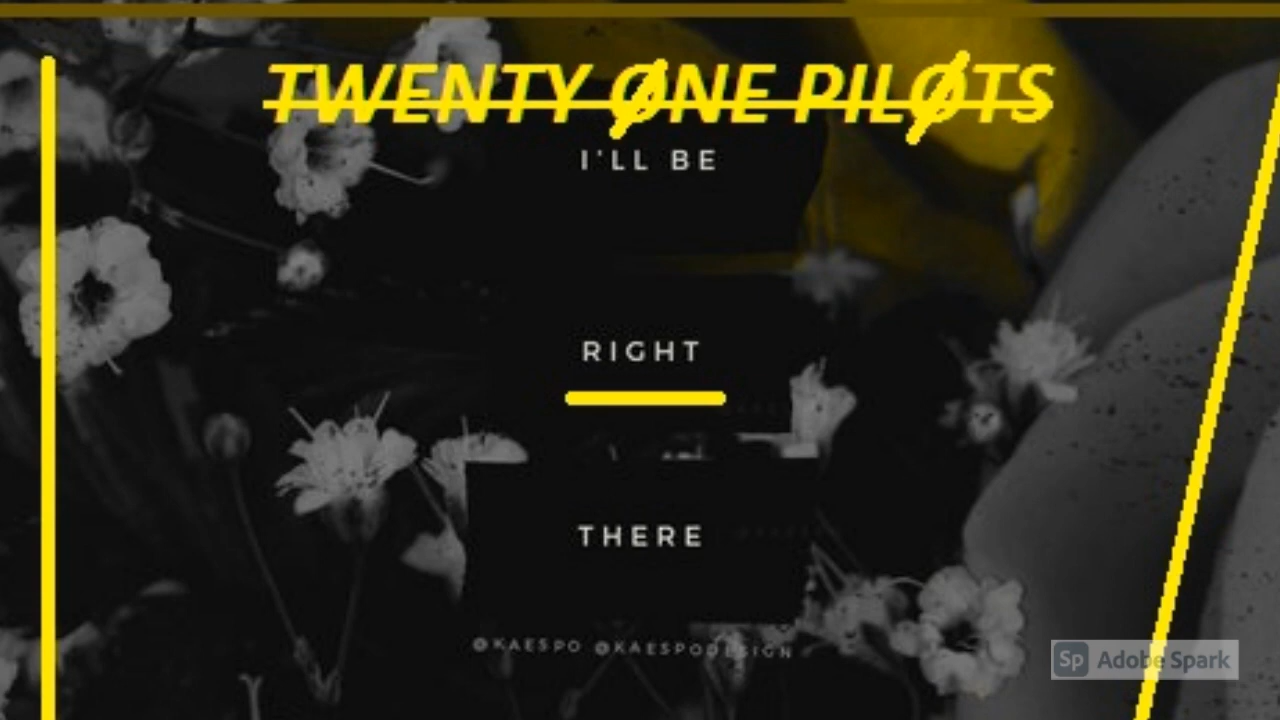 TWENTY ØNE PILØTS
I'LL BE
RIGHT
THERE
@KAESPO @KAESPODESIGN
Sp Adobe Spark